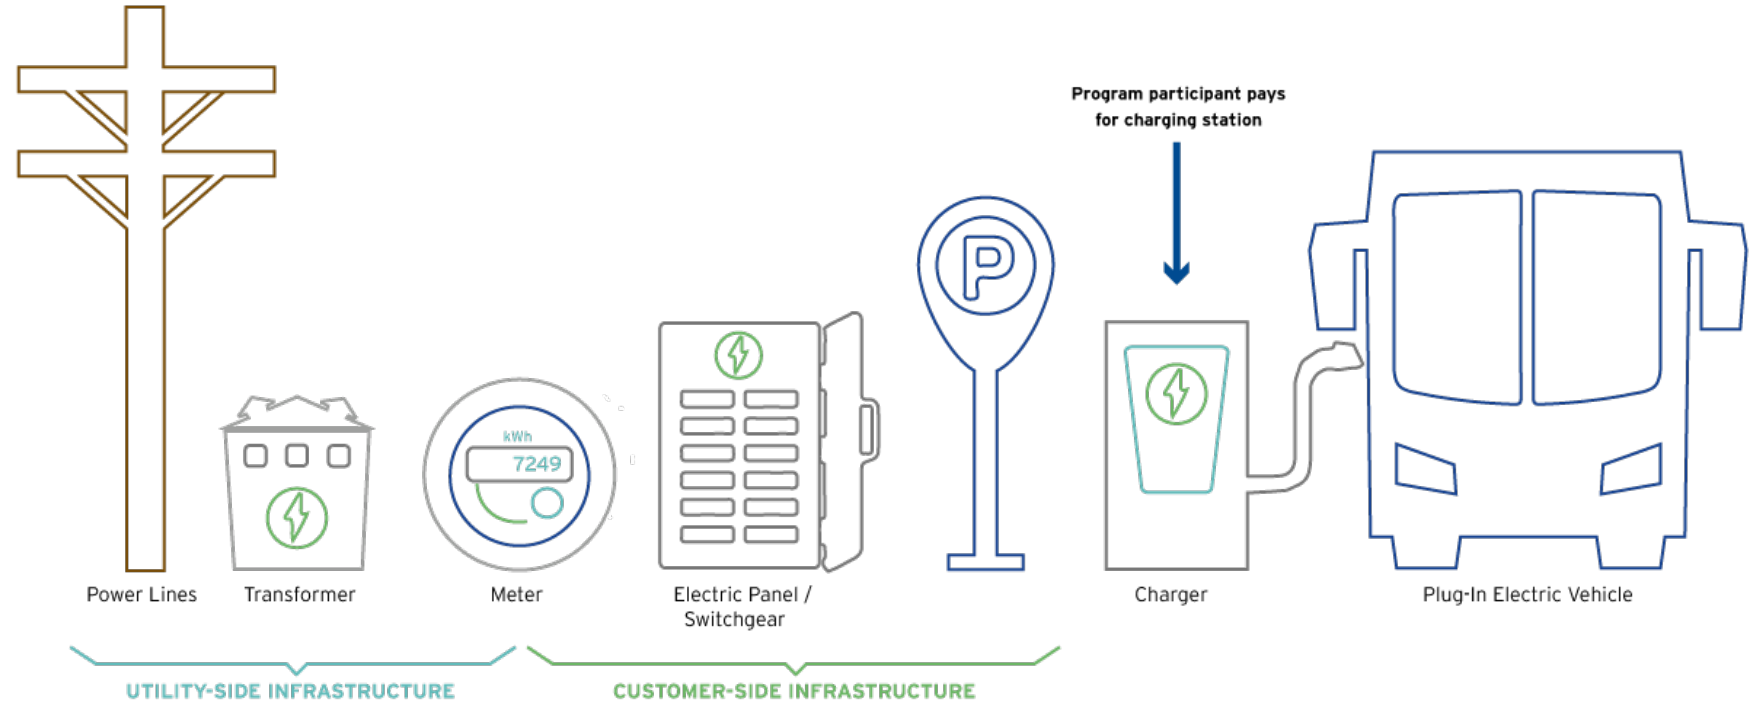 Program participant pays
for charging station
P
kWh
7249
Power Lines
Transformer
Meter
Electric Panel /
Switchgear
Charger
Plug-In Electric Vehicle
UTILITY-SIDE INFRASTRUCTURE
CUSTOMER-SIDE INFRASTRUCTURE